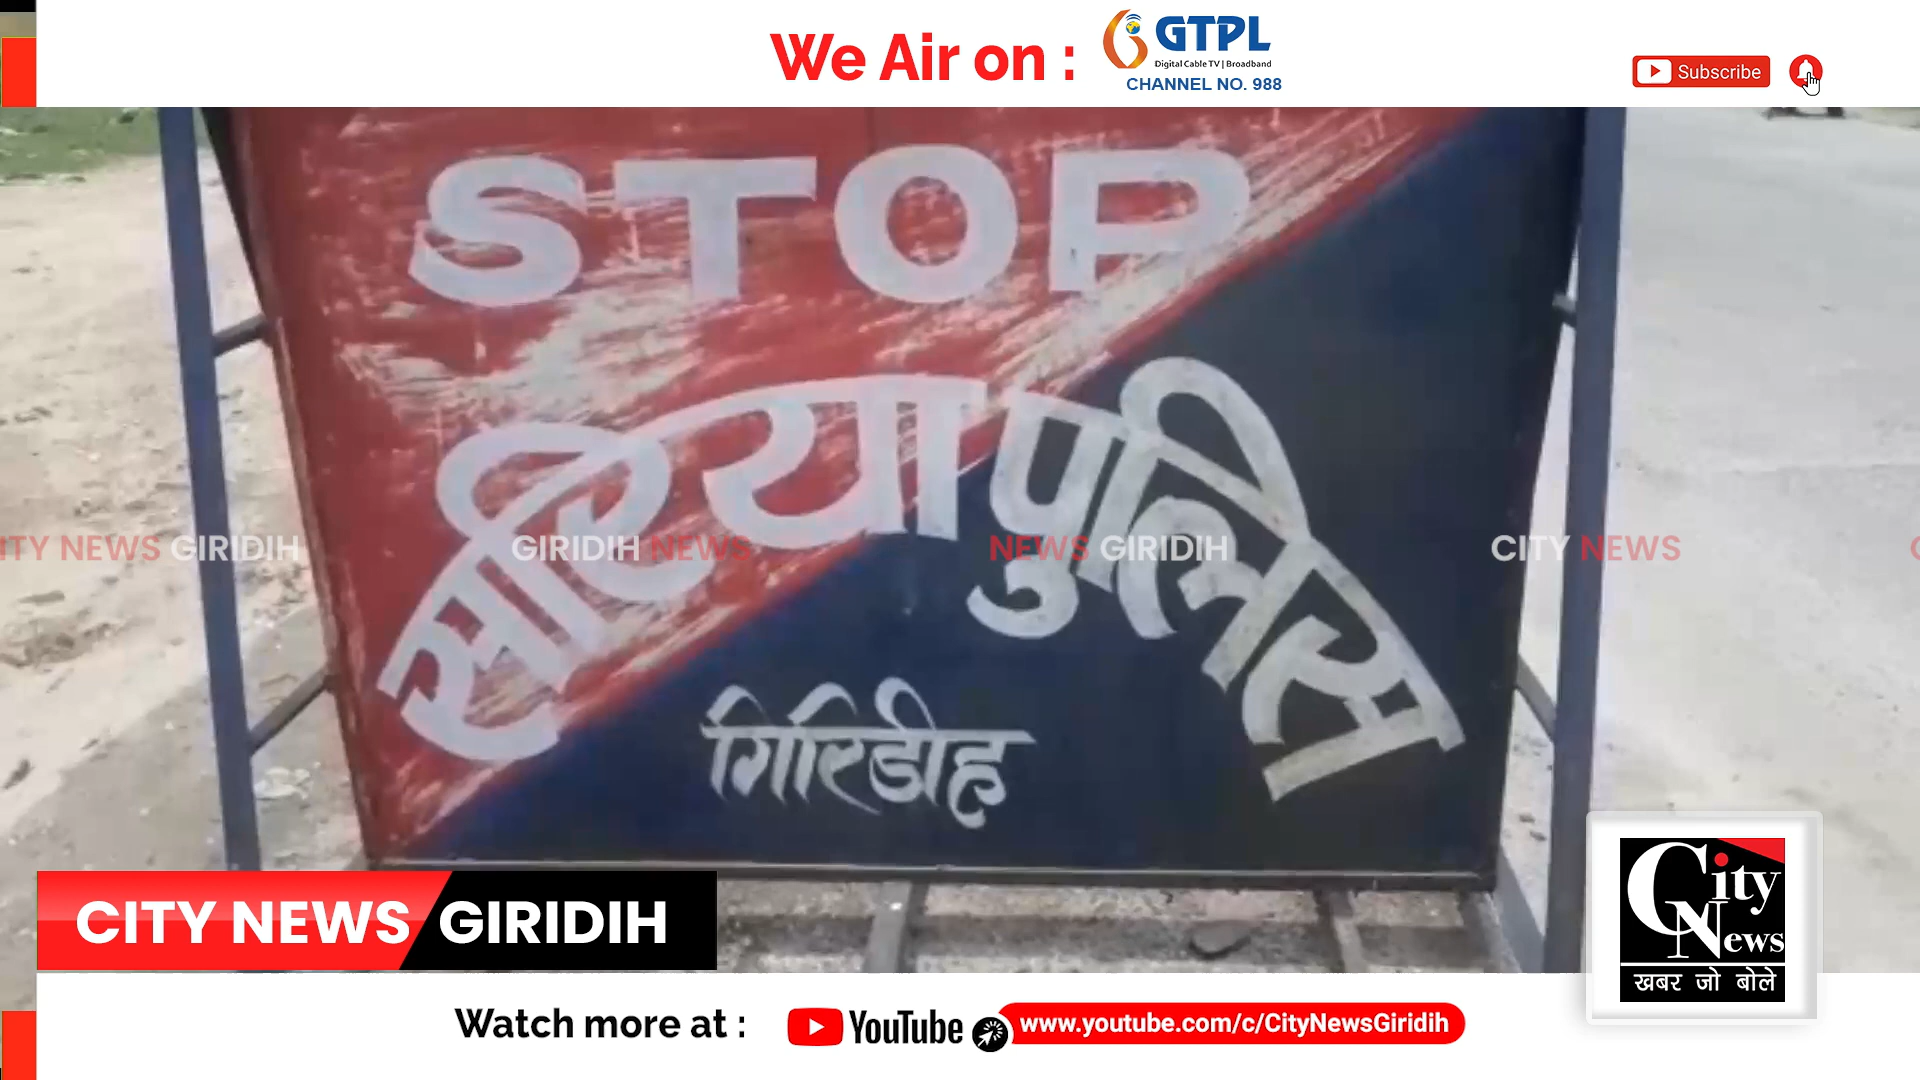 We Air on :
GTPL
Digital Cable TV | Broadband
CHANNEL NO. 988
Subscribe
STOP
सरिया पुलिस
गिरिडीह
CITY NEWS GIRIDIH
GIRIDIH NEWS
NEWS GIRIDIH
CITY NEWS
CITY NEWS GIRIDIH
City News
खबर जो बोले
Watch more at :
YouTube
www.youtube.com/c/CityNewsGiridih